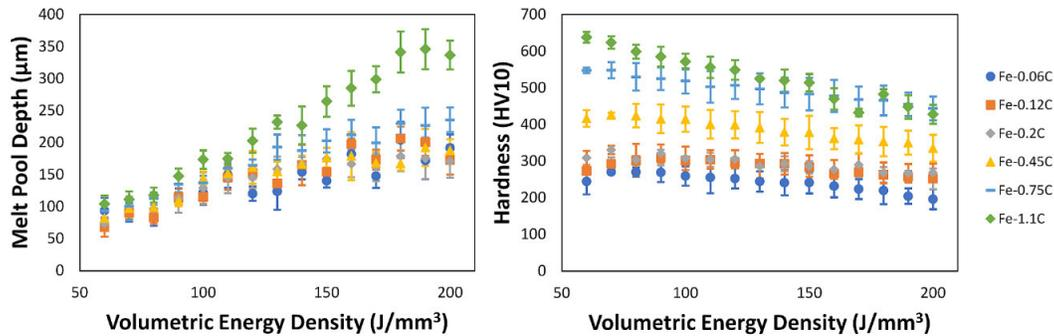 Melt Pool Depth (µm)
400
350
300
250
200
150
100
50
0
50
100
150
200
Volumetric Energy Density (J/mm³)
Hardness (HV10)
700
600
500
400
300
200
100
0
50
100
150
200
Volumetric Energy Density (J/mm³)
Fe-0.06C
Fe-0.12C
Fe-0.2C
Fe-0.45C
Fe-0.75C
Fe-1.1C